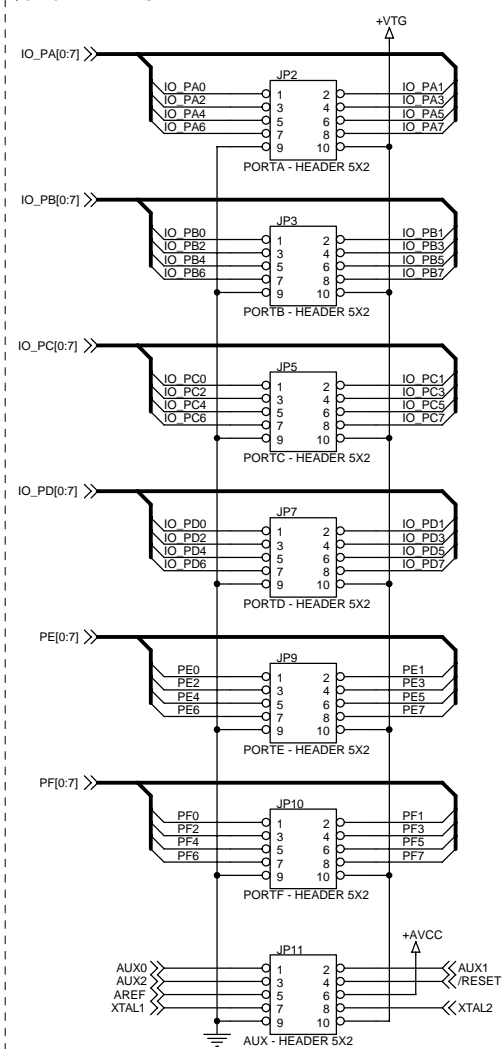 +VTG
IO_PA[0:7]
JP2
IO_PA0 1 2 IO_PA1
IO_PA2 3 4 IO_PA3
IO_PA4 5 6 IO_PA5
IO_PA6 7 8 IO_PA7
9 10
PORTA - HEADER 5X2
IO_PB[0:7]
JP3
IO_PB0 1 2 IO_PB1
IO_PB2 3 4 IO_PB3
IO_PB4 5 6 IO_PB5
IO_PB6 7 8 IO_PB7
9 10
PORTB - HEADER 5X2
IO_PC[0:7]
JP5
IO_PC0 1 2 IO_PC1
IO_PC2 3 4 IO_PC3
IO_PC4 5 6 IO_PC5
IO_PC6 7 8 IO_PC7
9 10
PORTC - HEADER 5X2
IO_PD[0:7]
JP7
IO_PD0 1 2 IO_PD1
IO_PD2 3 4 IO_PD3
IO_PD4 5 6 IO_PD5
IO_PD6 7 8 IO_PD7
9 10
PORTD - HEADER 5X2
PE[0:7]
JP9
PE0 1 2 PE1
PE2 3 4 PE3
PE4 5 6 PE5
PE6 7 8 PE7
9 10
PORTE - HEADER 5X2
PF[0:7]
JP10
PF0 1 2 PF1
PF2 3 4 PF3
PF4 5 6 PF5
PF6 7 8 PF7
9 10
PORTF - HEADER 5X2
+AVCC
JP11
AUX0 1 2 AUX1
AUX2 3 4 /RESET
AREF 5 6
XTAL1 7 8 XTAL2
9 10
AUX - HEADER 5X2